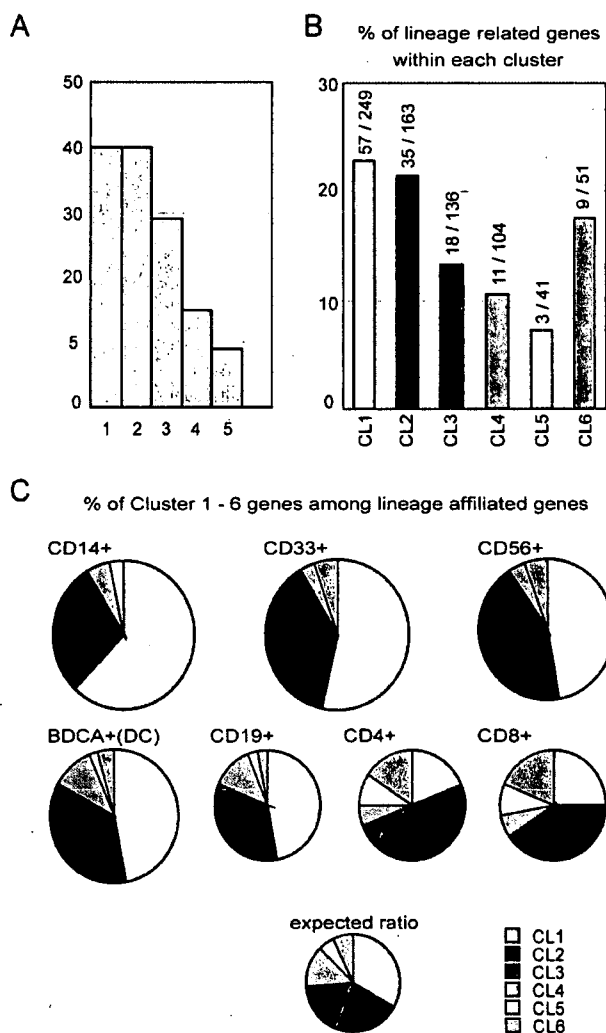 A
50
40
30
20
5
0
1 2 3 4 5
B
% of lineage related genes
within each cluster
30
20
10
0
57 / 249
35 / 163
18 / 136
11 / 104
3 / 41
9 / 51
CL1 CL2 CL3 CL4 CL5 CL6
C
% of Cluster 1 - 6 genes among lineage affiliated genes
CD14+ CD33+ CD56+
BDCA+(DC) CD19+ CD4+ CD8+
expected ratio
CL1
CL2
CL3
CL4
CL5
CL6